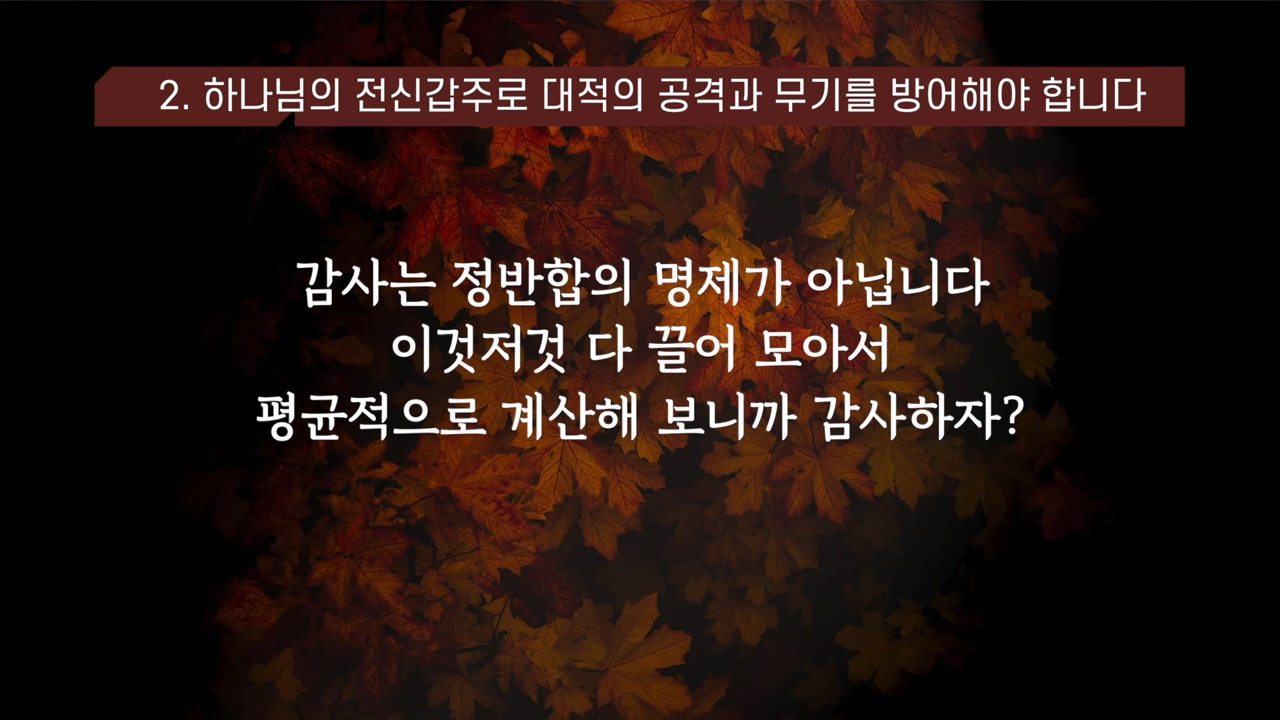 2. 하나님의 전신갑주로 대적의 공격과 무기를 방어해야 합니다
감사는 정반합의 명제가 아닙니다
이것저것 다 끌어 모아서
평균적으로 계산해 보니까 감사하자?